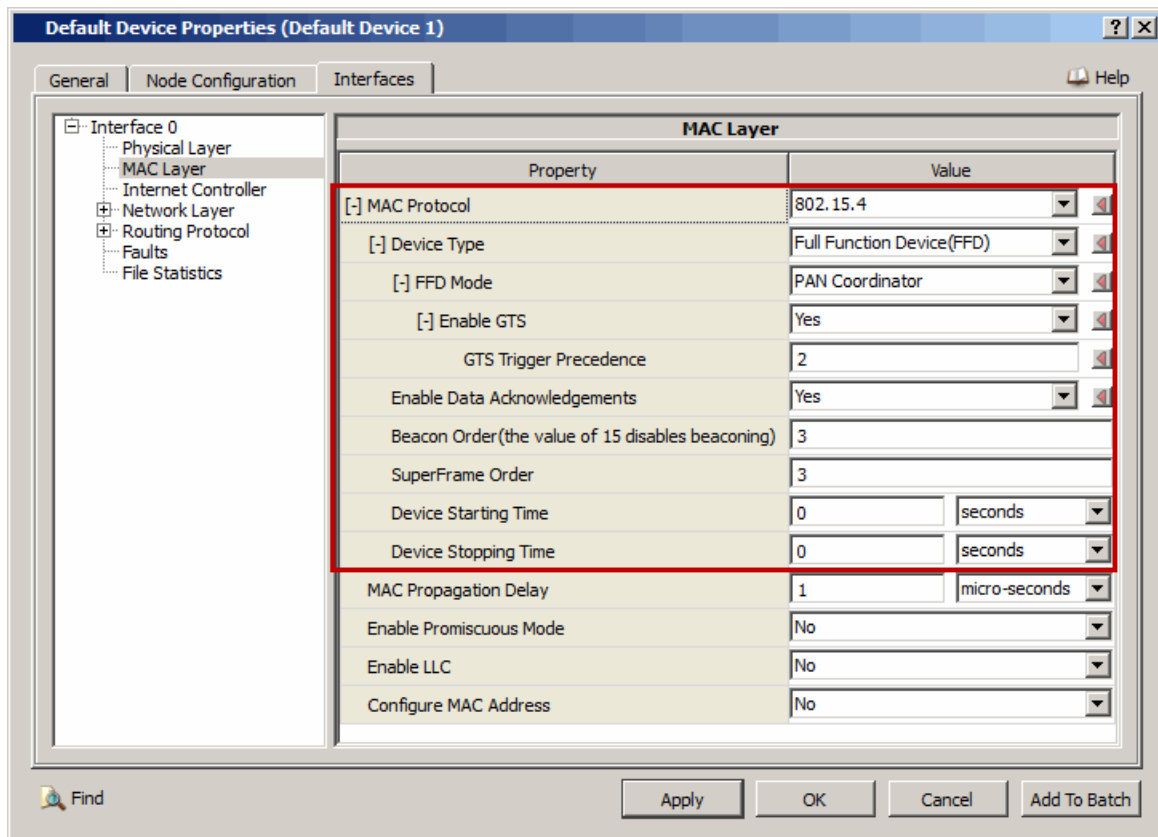 Default Device Properties (Default Device 1)
General
Node Configuration
Interfaces
Help
Interface 0
Physical Layer
MAC Layer
Internet Controller
Network Layer
Routing Protocol
Faults
File Statistics
MAC Layer
Property Value
[-] MAC Protocol 802.15.4
[-] Device Type Full Function Device(FFD)
[-] FFD Mode PAN Coordinator
[-] Enable GTS Yes
GTS Trigger Precedence 2
Enable Data Acknowledgements Yes
Beacon Order(the value of 15 disables beaconing) 3
SuperFrame Order 3
Device Starting Time 0 seconds
Device Stopping Time 0 seconds
MAC Propagation Delay 1 micro-seconds
Enable Promiscuous Mode No
Enable LLC No
Configure MAC Address No
Find
Apply
OK
Cancel
Add To Batch